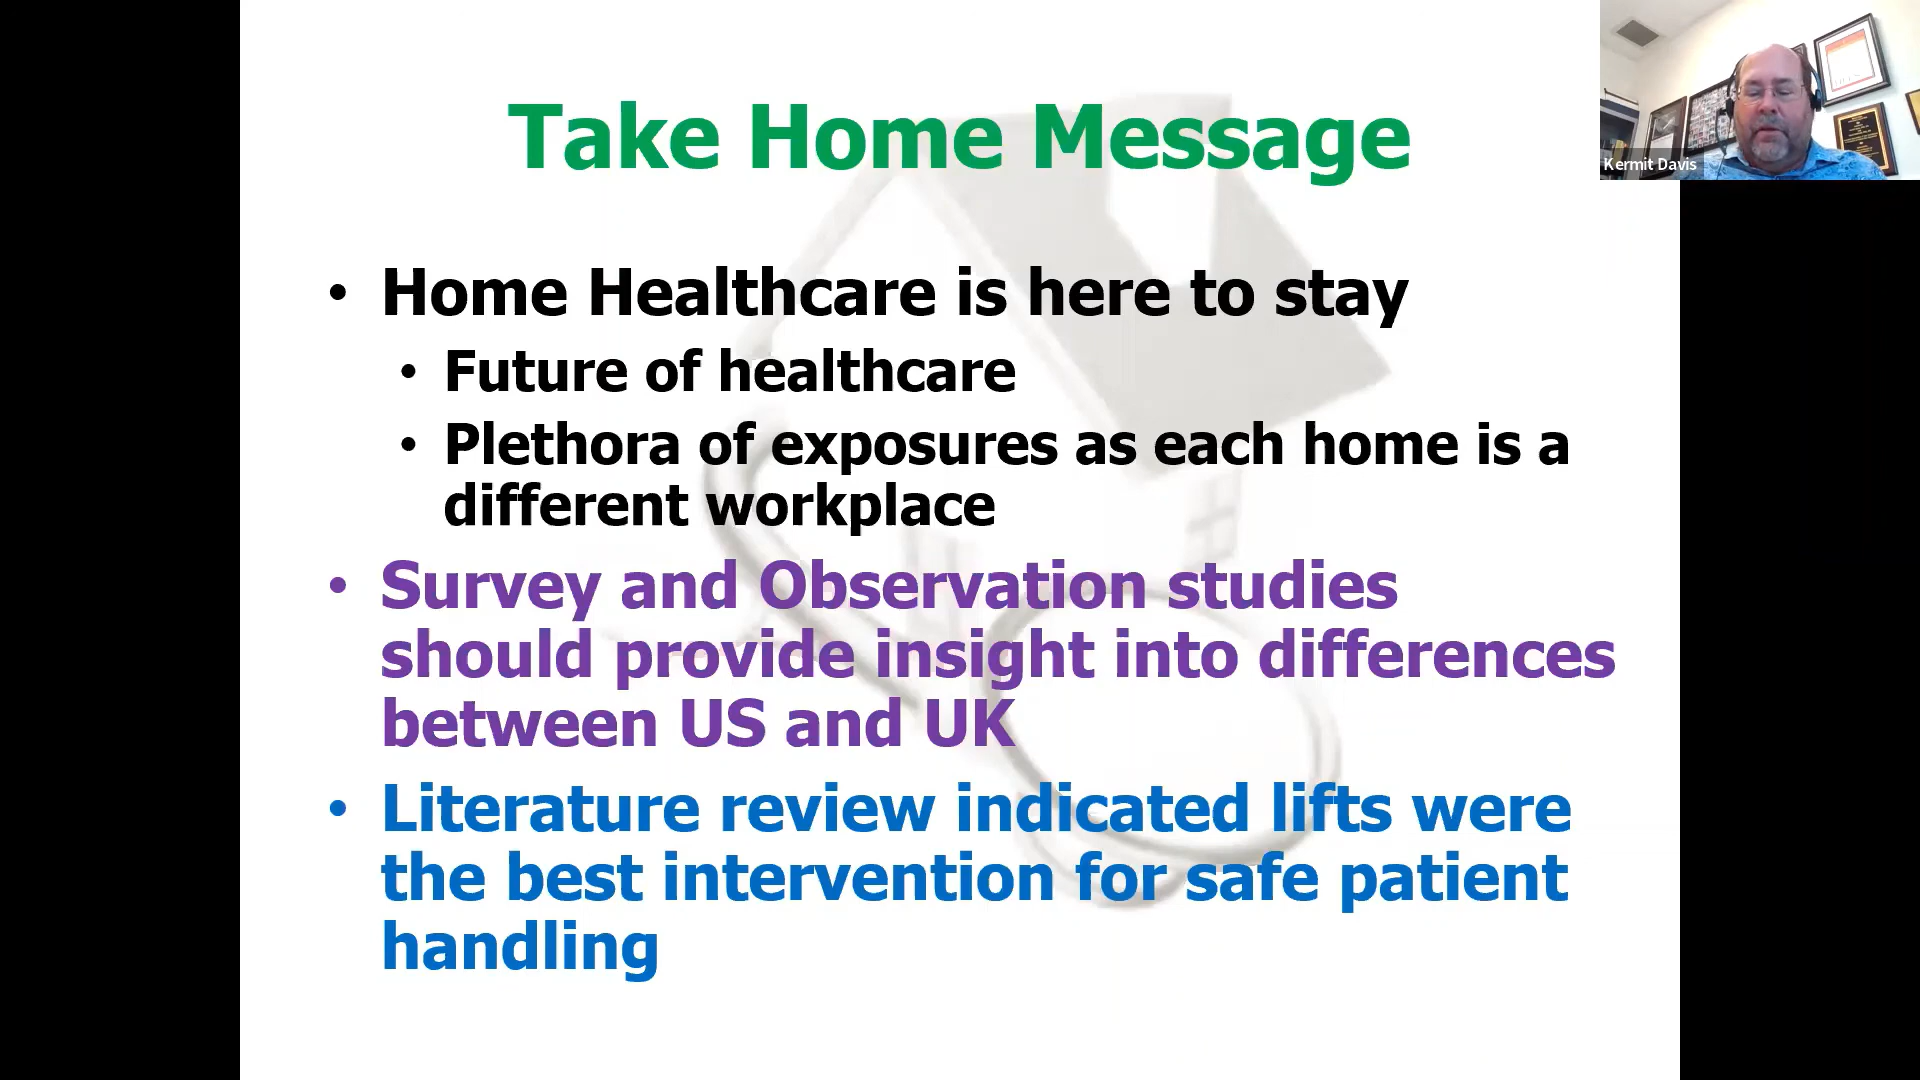 Take Home Message
Kermit Davis
• Home Healthcare is here to stay
• Future of healthcare
• Plethora of exposures as each home is a
different workplace
• Survey and Observation studies
should provide insight into differences
between US and UK
• Literature review indicated lifts were
the best intervention for safe patient
handling